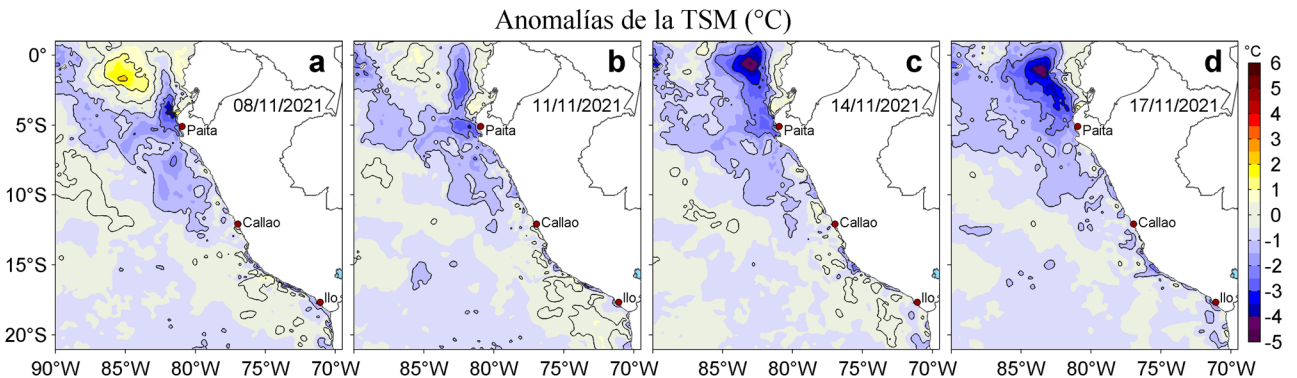 Anomalías de la TSM (°C)
a
08/11/2021
Paita
Callao
Ilo
b
11/11/2021
Paita
Callao
Ilo
c
14/11/2021
Paita
Callao
Ilo
d
17/11/2021
Paita
Callao
Ilo
0°
5°S
10°S
15°S
20°S
90°W 85°W 80°W 75°W 70°W
85°W 80°W 75°W 70°W
85°W 80°W 75°W 70°W
85°W 80°W 75°W 70°W
°C
6
5
4
3
2
1
0
-1
-2
-3
-4
-5